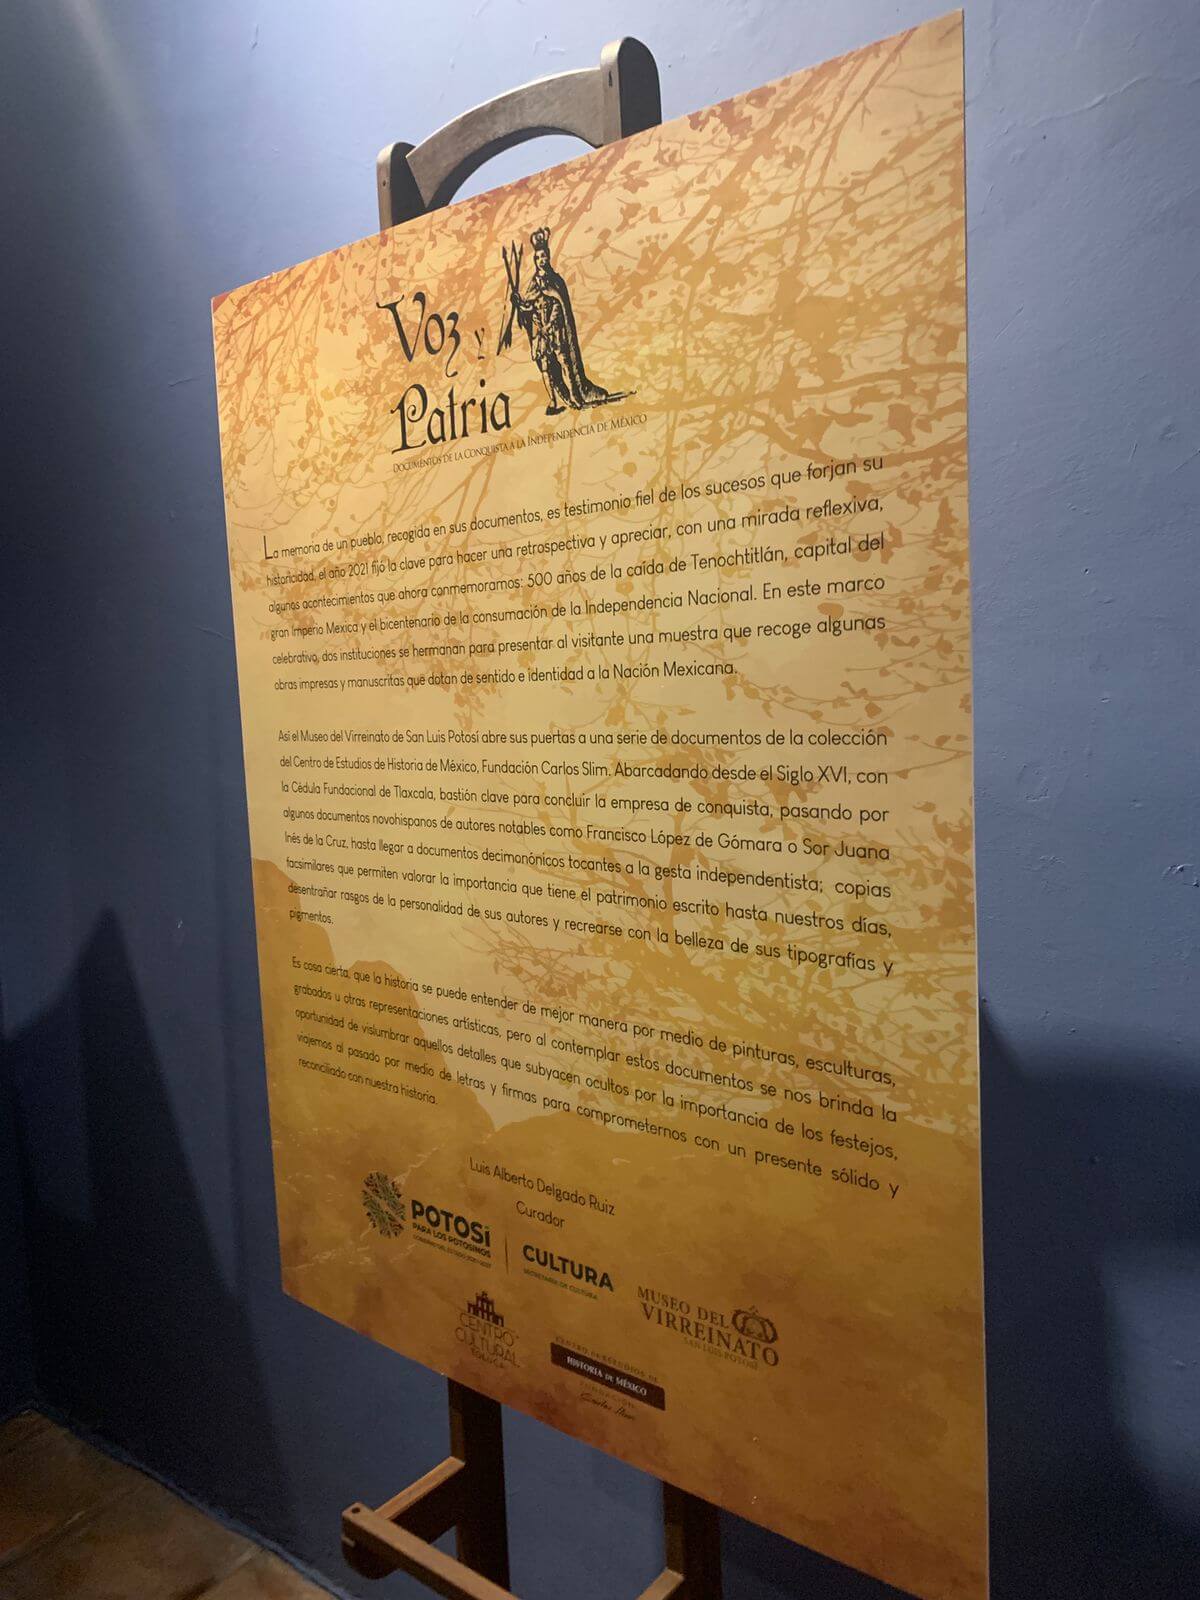 Voz y
Patria
Documentos de la Conquista a la Independencia de México
La memoria de un pueblo, recogida en sus documentos, es testimonio fiel de los sucesos que forjan su
historicidad, el año 2021 fijó la clave para hacer una retrospectiva y apreciar, con una mirada reflexiva,
algunos acontecimientos que ahora conmemoramos: 500 años de la caída de Tenochtitlán, capital del
gran Imperio Mexica y el bicentenario de la consumación de la Independencia Nacional. En este marco
celebrativo, dos instituciones se hermanan para presentar al visitante una muestra que recoge algunas
obras impresas y manuscritas que dotan de sentido e identidad a la Nación Mexicana.
Así el Museo del Virreinato de San Luis Potosí abre sus puertas a una serie de documentos de la colección
del Centro de Estudios de Historia de México, Fundación Carlos Slim. Abarcadando desde el Siglo XVI, con
la Cédula Fundacional de Tlaxcala, bastión clave para concluir la empresa de conquista, pasando por
algunos documentos novohispanos de autores notables como Francisco López de Gómara o Sor Juana
Inés de la Cruz, hasta llegar a documentos decimonónicos tocantes a la gesta independentista; copias
facsimilares que permiten valorar la importancia que tiene el patrimonio escrito hasta nuestros días,
desentrañar rasgos de la personalidad de sus autores y recrearse con la belleza de sus tipografías y
pigmentos.
Es cosa cierta, que la historia se puede entender de mejor manera por medio de pinturas, esculturas,
grabados u otras representaciones artísticas, pero al contemplar estos documentos se nos brinda la
oportunidad de vislumbrar aquellos detalles que subyacen ocultos por la importancia de los festejos,
viajemos al pasado por medio de letras y firmas para comprometernos con un presente sólido y
reconciliado con nuestra historia.
Luis Alberto Delgado Ruiz
Curador
POTOSÍ
PARA LOS POTOSINOS
GOBIERNO DEL ESTADO 2021-2027
CULTURA
SECRETARÍA DE CULTURA
MUSEO DEL
VIRREINATO
SAN LUIS POTOSÍ
CENTRO
CULTURAL
CENTRO DE ESTUDIOS DE
HISTORIA DE MÉXICO
FUNDACIÓN
Carlos Slim